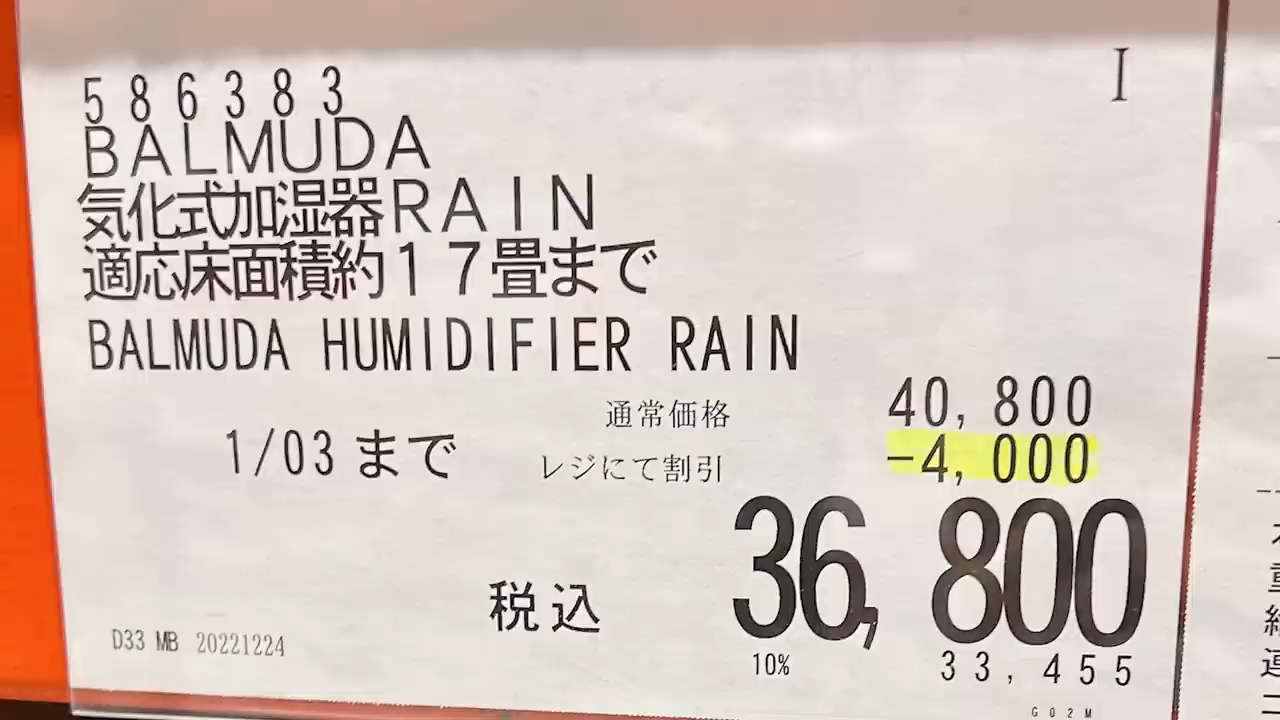 I
586383
BALMUDA
気化式加湿器RAIN
適応床面積約17畳まで
BALMUDA HUMIDIFIER RAIN
通常価格 40,800
1/03まで レジにて割引 -4,000
税込 36,800
D33 MB 20221224 10% 33,455
G02M